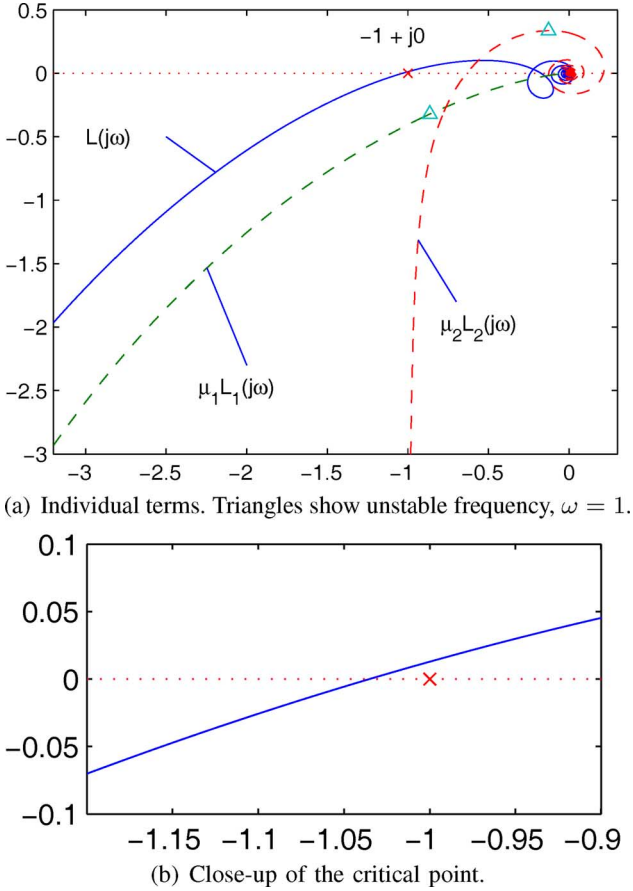 0.5
−1 + j0
0
L(jω)
−0.5
−1
−1.5
μ₂L₂(jω)
−2
μ₁L₁(jω)
−2.5
−3
−3 −2.5 −2 −1.5 −1 −0.5 0
(a) Individual terms. Triangles show unstable frequency, ω = 1.
0.1
0.05
0
−0.05
−0.1
−1.15 −1.1 −1.05 −1 −0.95 −0.9
(b) Close-up of the critical point.